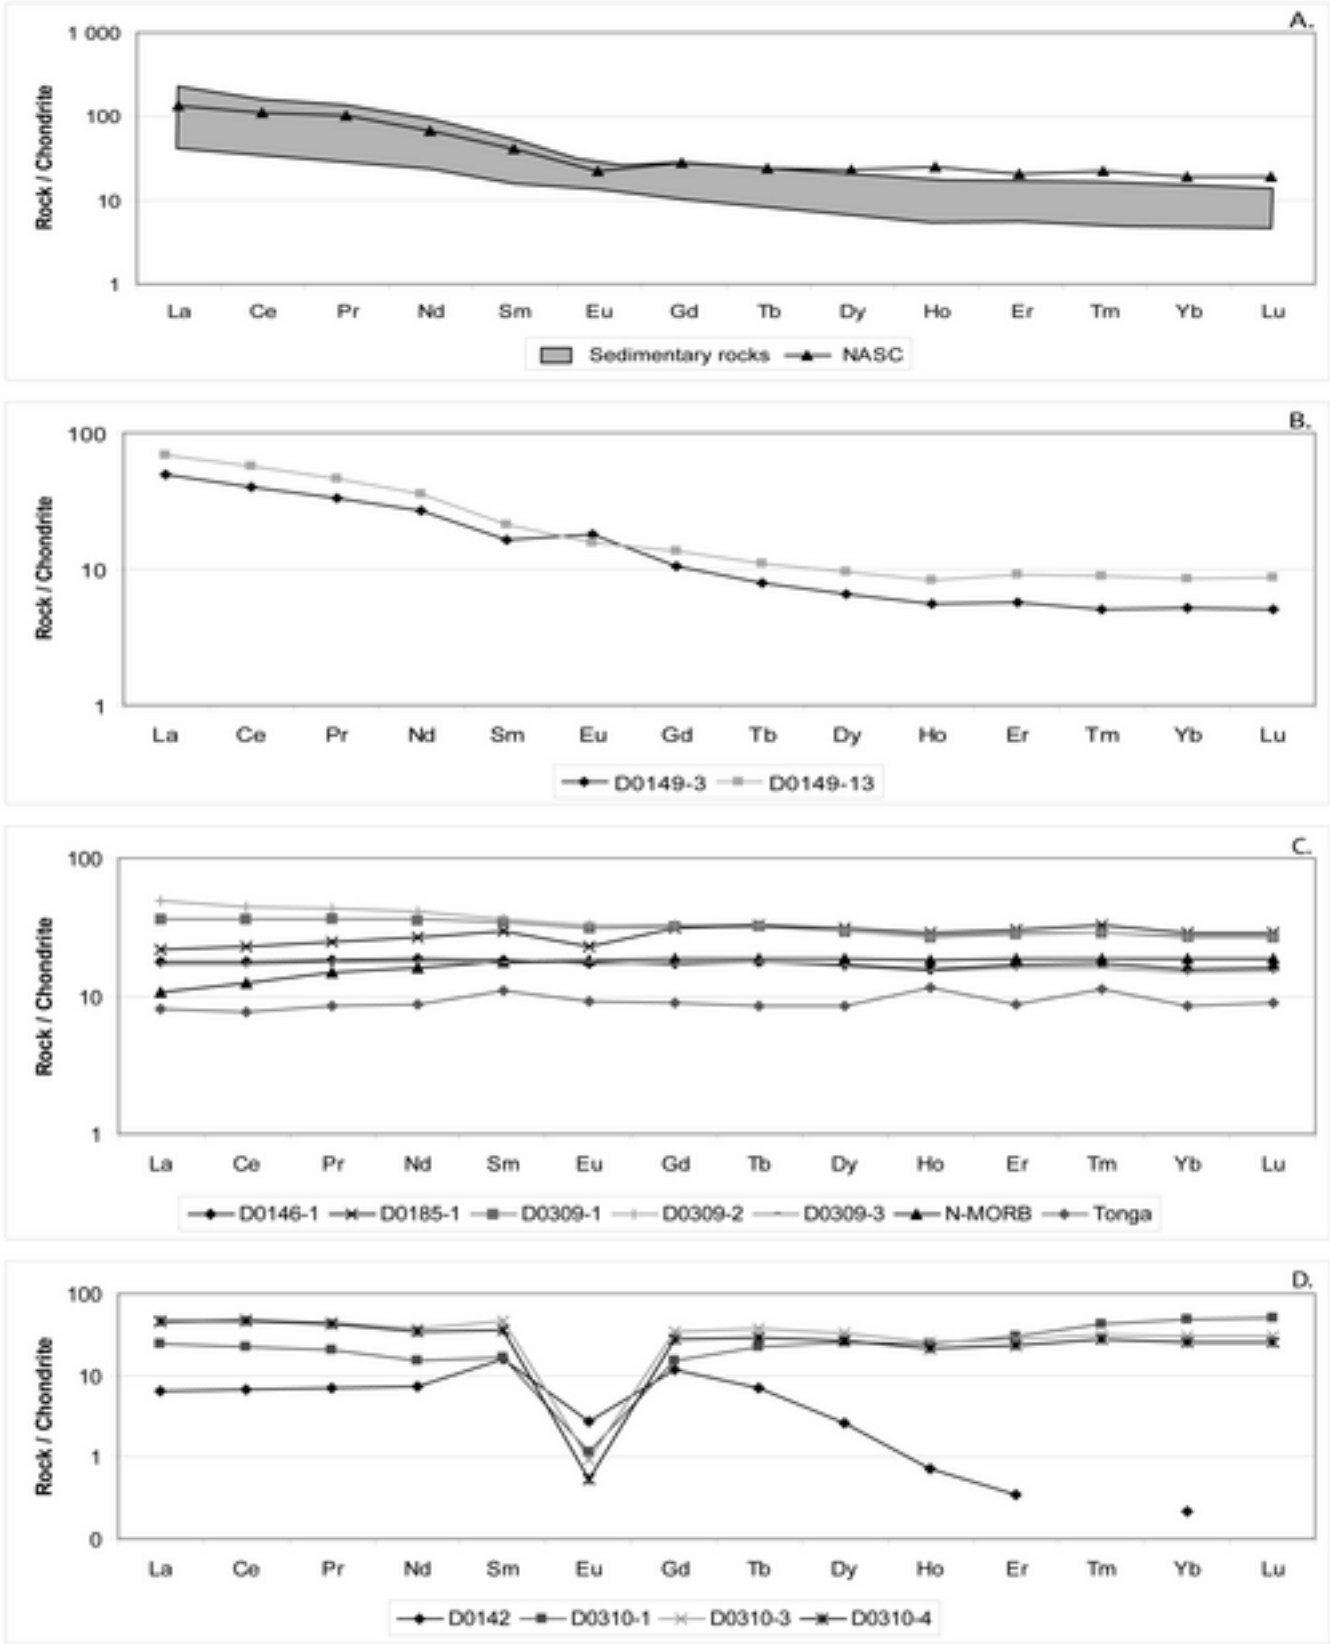 A.
1 000
100
10
1
Rock / Chondrite
La Ce Pr Nd Sm Eu Gd Tb Dy Ho Er Tm Yb Lu
Sedimentary rocks NASC
B.
100
10
1
Rock / Chondrite
La Ce Pr Nd Sm Eu Gd Tb Dy Ho Er Tm Yb Lu
D0149-3 D0149-13
C.
100
10
1
Rock / Chondrite
La Ce Pr Nd Sm Eu Gd Tb Dy Ho Er Tm Yb Lu
D0146-1 D0185-1 D0309-1 D0309-2 D0309-3 N-MORB Tonga
D.
100
10
1
0
Rock / Chondrite
La Ce Pr Nd Sm Eu Gd Tb Dy Ho Er Tm Yb Lu
D0142 D0310-1 D0310-3 D0310-4